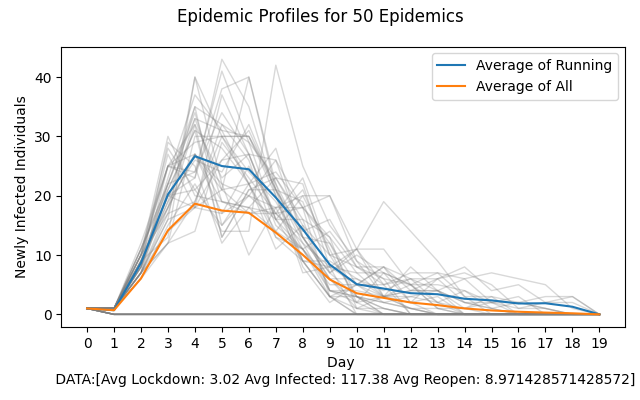 Epidemic Profiles for 50 Epidemics
Average of Running
Average of All
Newly Infected Individuals
40
30
20
10
0
0 1 2 3 4 5 6 7 8 9 10 11 12 13 14 15 16 17 18 19
Day
DATA:[Avg Lockdown: 3.02 Avg Infected: 117.38 Avg Reopen: 8.971428571428572]